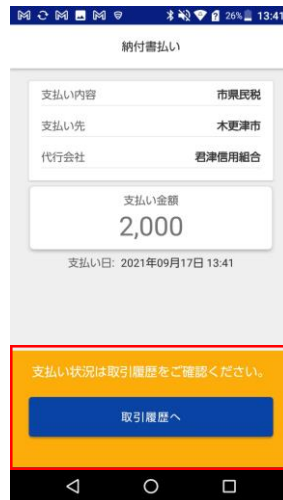 26% 13:41
納付書払い
支払い内容 市県民税
支払い先 木更津市
代行会社 君津信用組合
支払い金額
2,000
支払い日: 2021年09月17日 13:41
支払い状況は取引履歴をご確認ください。
取引履歴へ